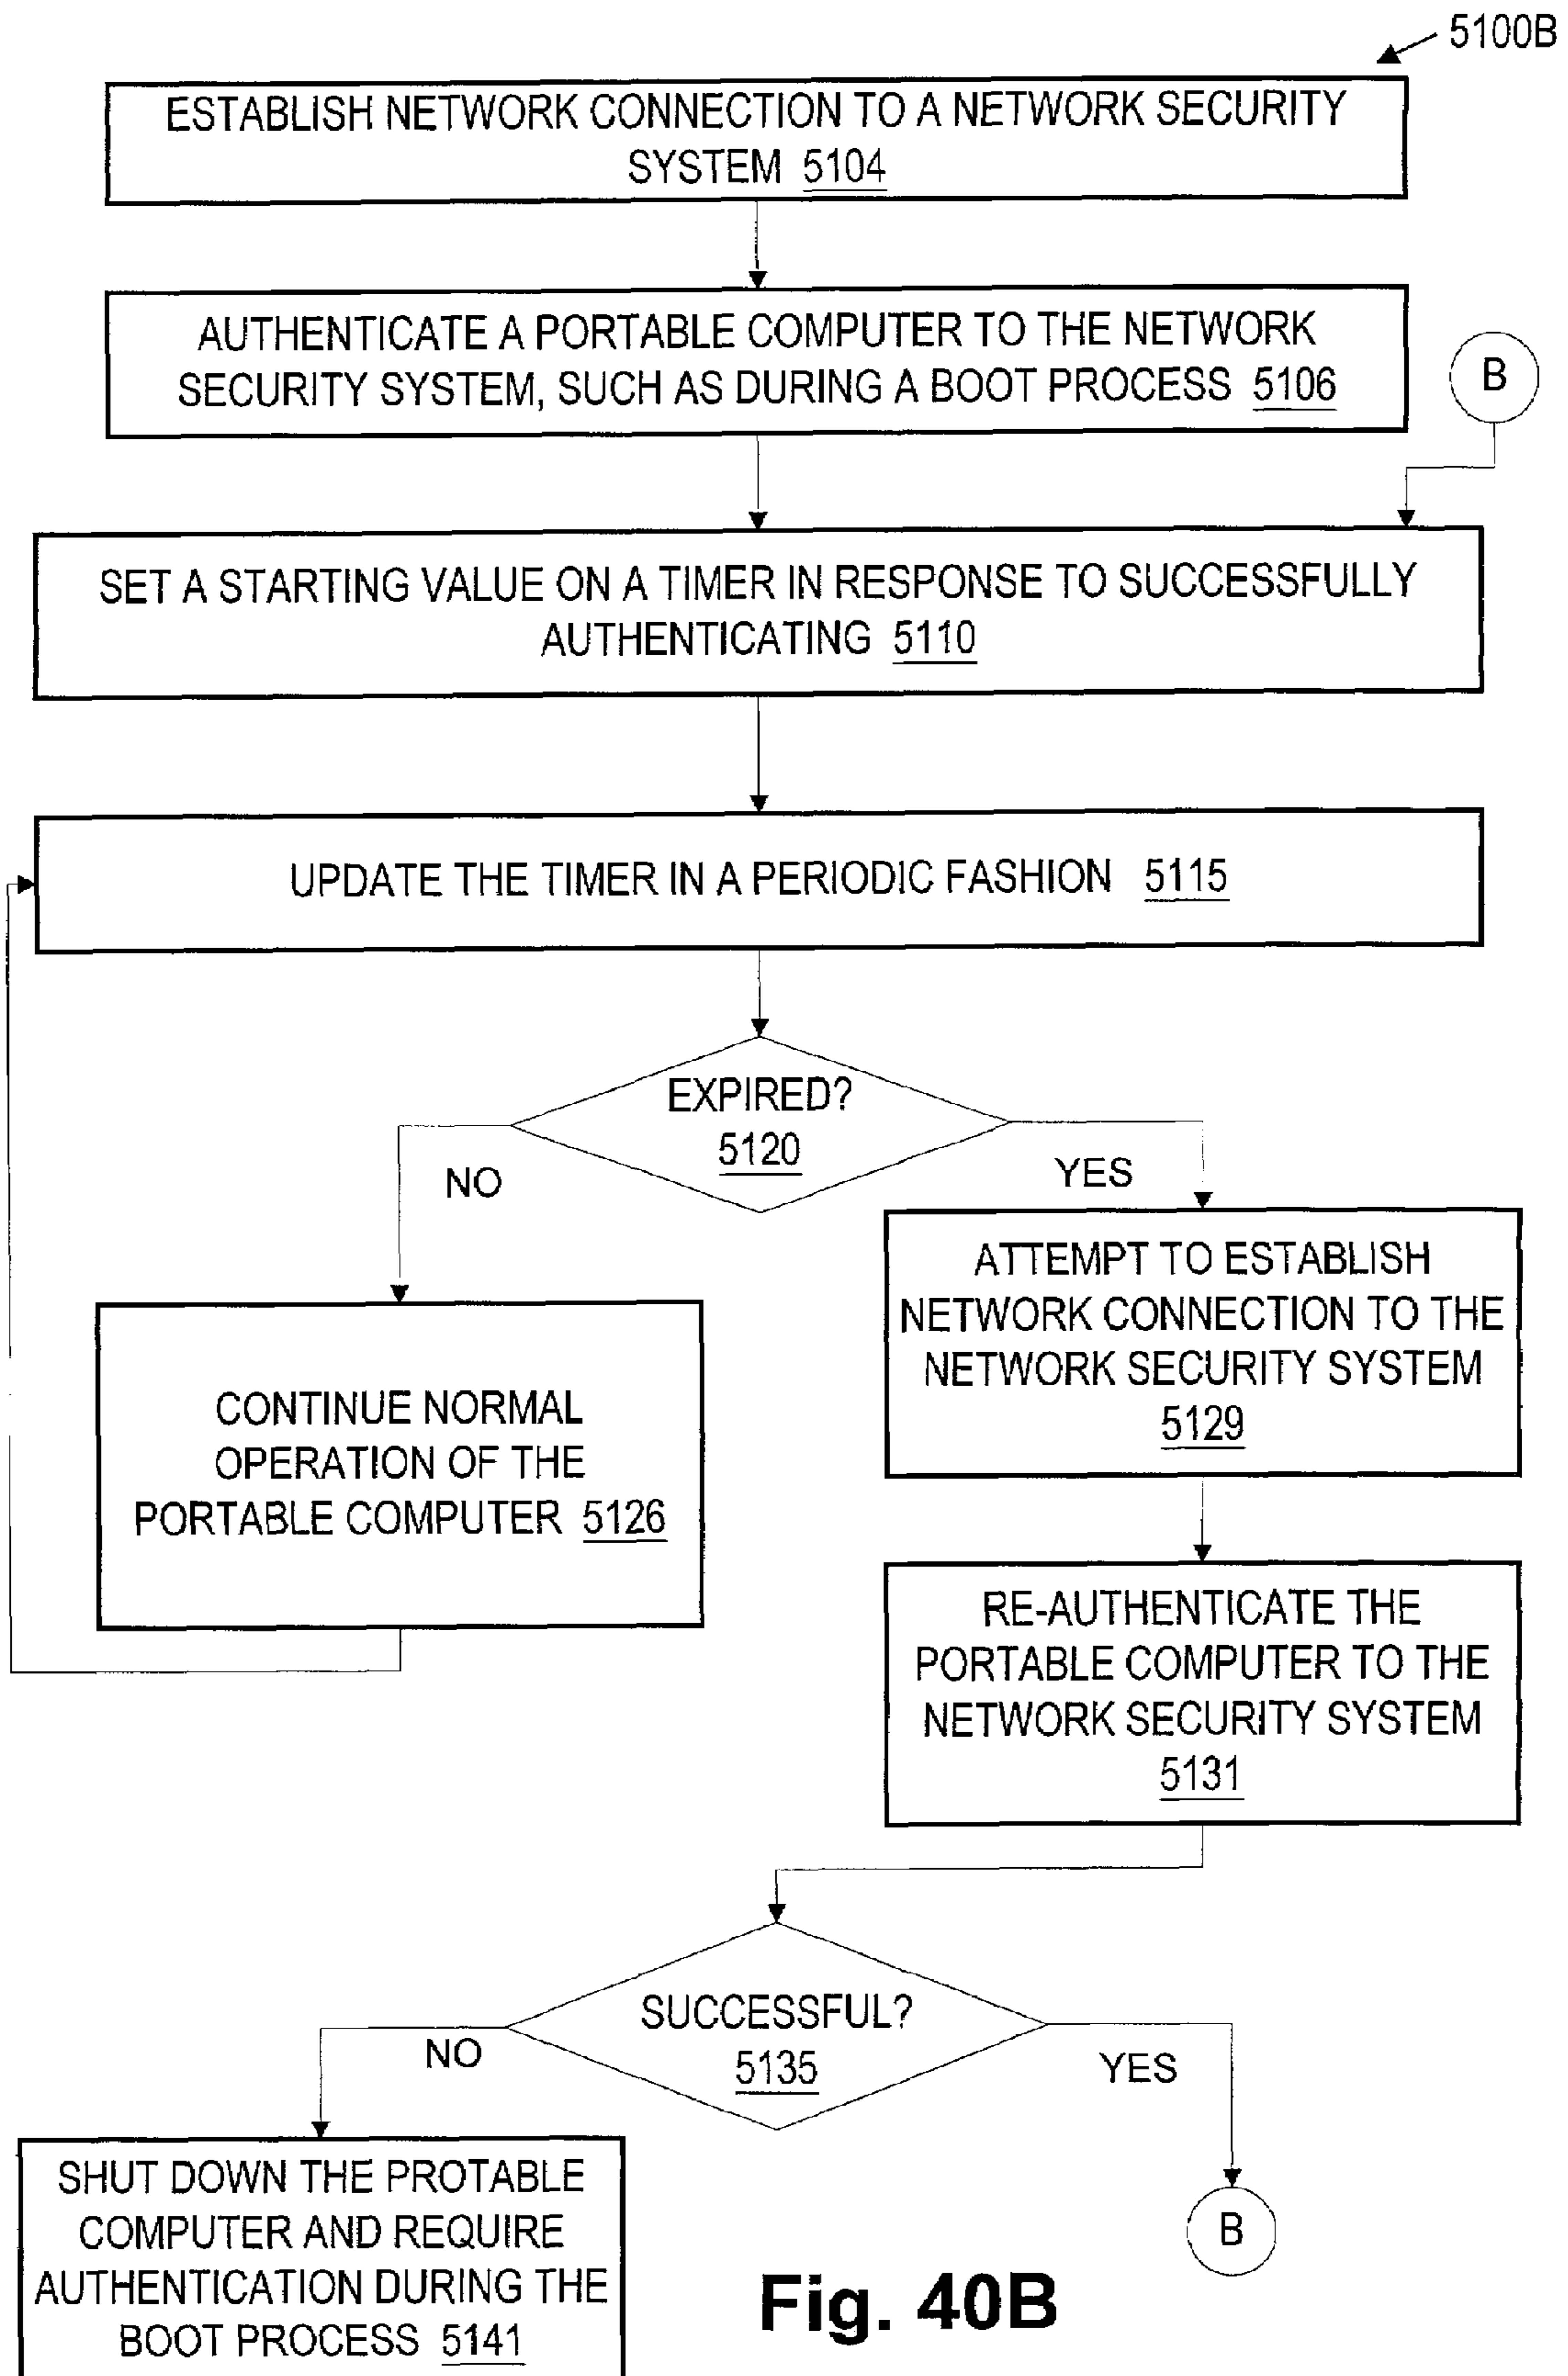 5100B
ESTABLISH NETWORK CONNECTION TO A NETWORK SECURITY
SYSTEM 5104
AUTHENTICATE A PORTABLE COMPUTER TO THE NETWORK
SECURITY SYSTEM, SUCH AS DURING A BOOT PROCESS 5106
B
SET A STARTING VALUE ON A TIMER IN RESPONSE TO SUCCESSFULLY
AUTHENTICATING 5110
UPDATE THE TIMER IN A PERIODIC FASHION 5115
EXPIRED?
5120
NO
YES
ATTEMPT TO ESTABLISH
NETWORK CONNECTION TO THE
NETWORK SECURITY SYSTEM
5129
CONTINUE NORMAL
OPERATION OF THE
PORTABLE COMPUTER 5126
RE-AUTHENTICATE THE
PORTABLE COMPUTER TO THE
NETWORK SECURITY SYSTEM
5131
SUCCESSFUL?
5135
NO
YES
SHUT DOWN THE PROTABLE
COMPUTER AND REQUIRE
AUTHENTICATION DURING THE
BOOT PROCESS 5141
B
Fig. 40B